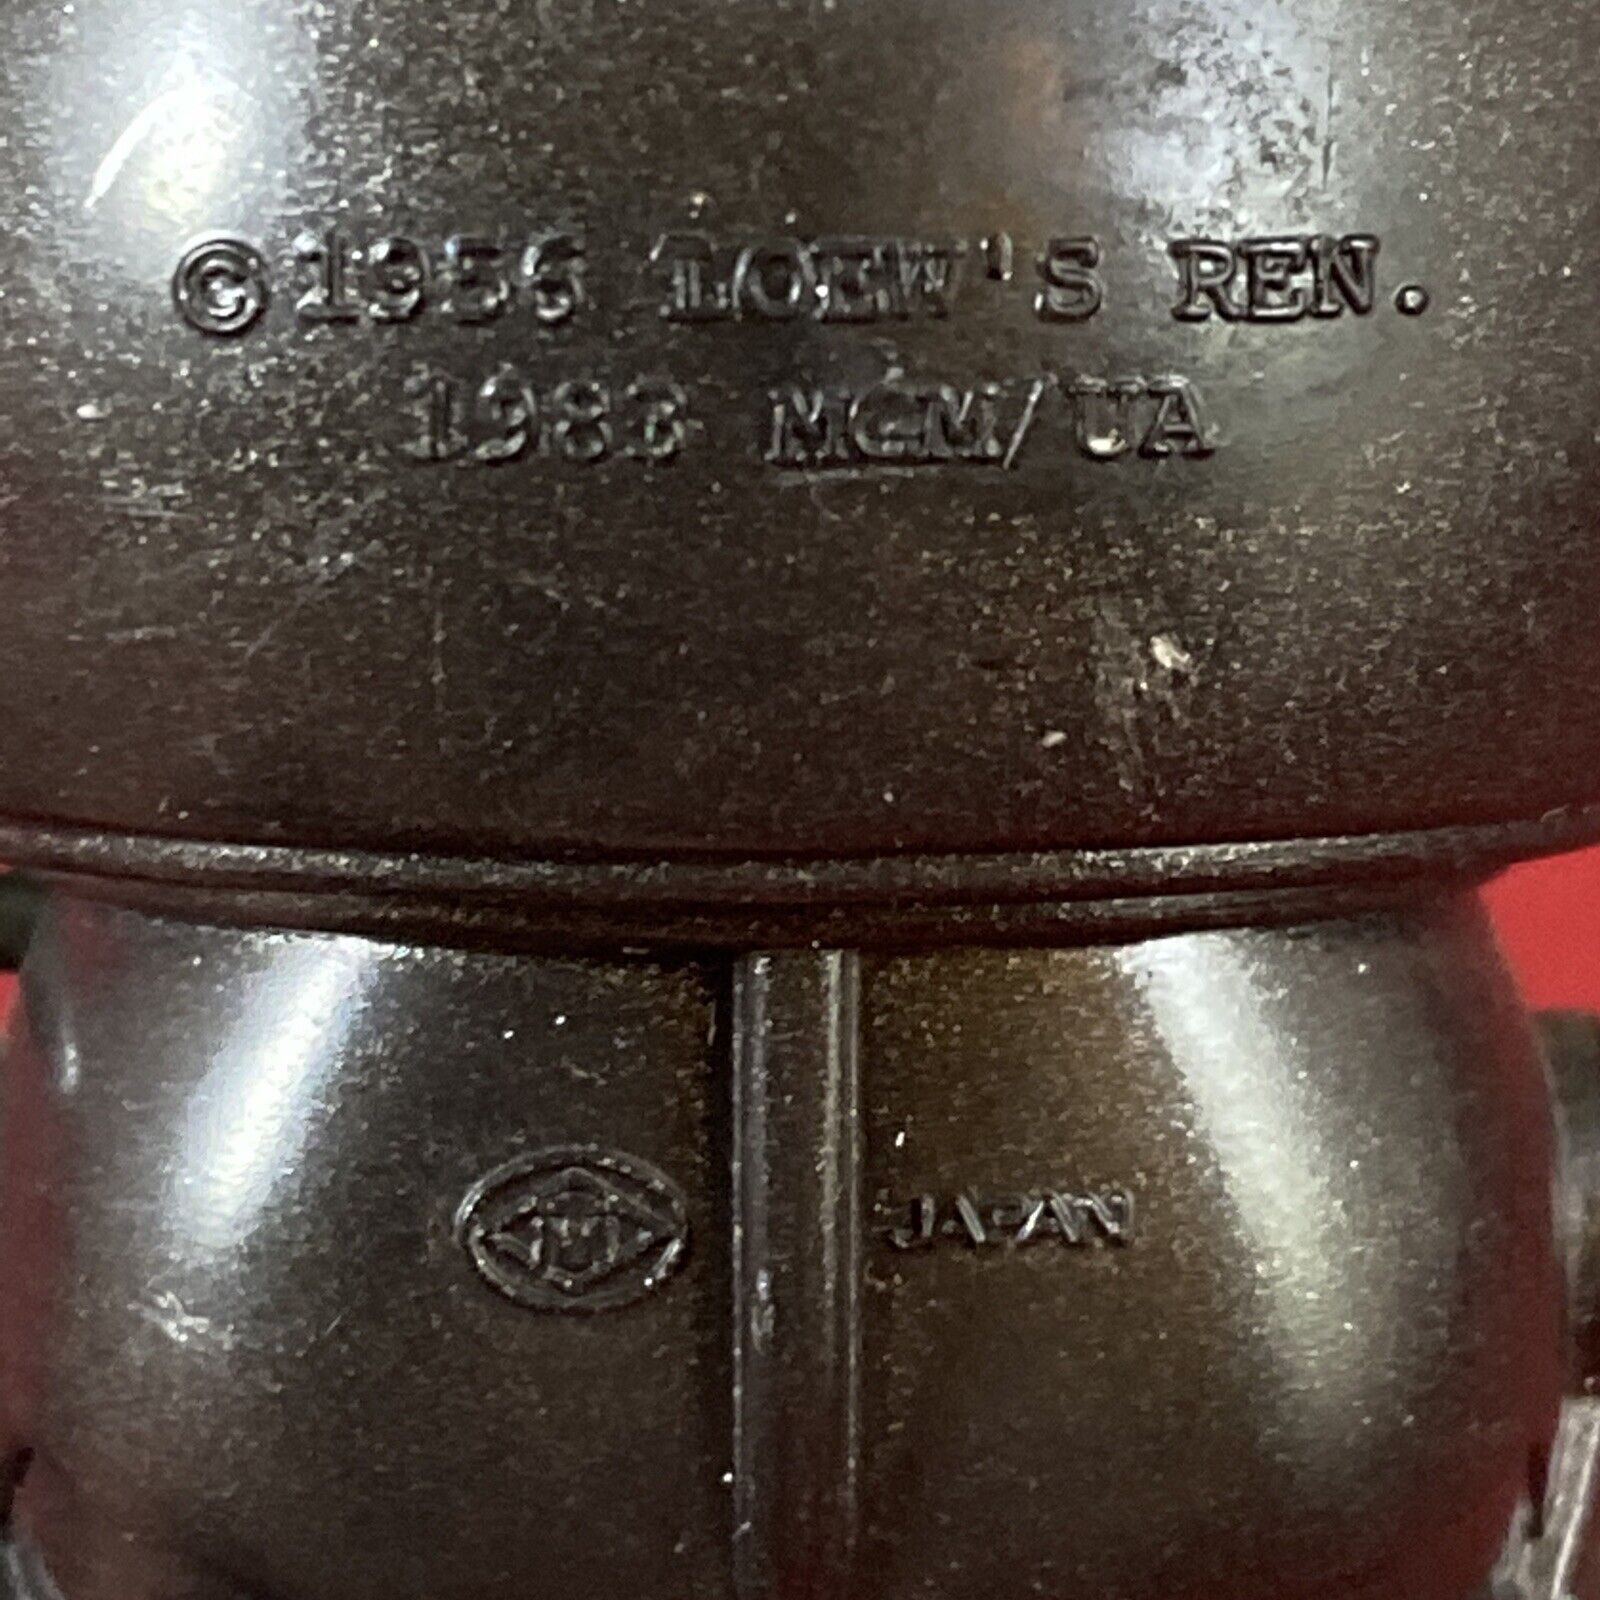 ©1956 LOEW'S REN.
1983 MGM/UA
JAPAN